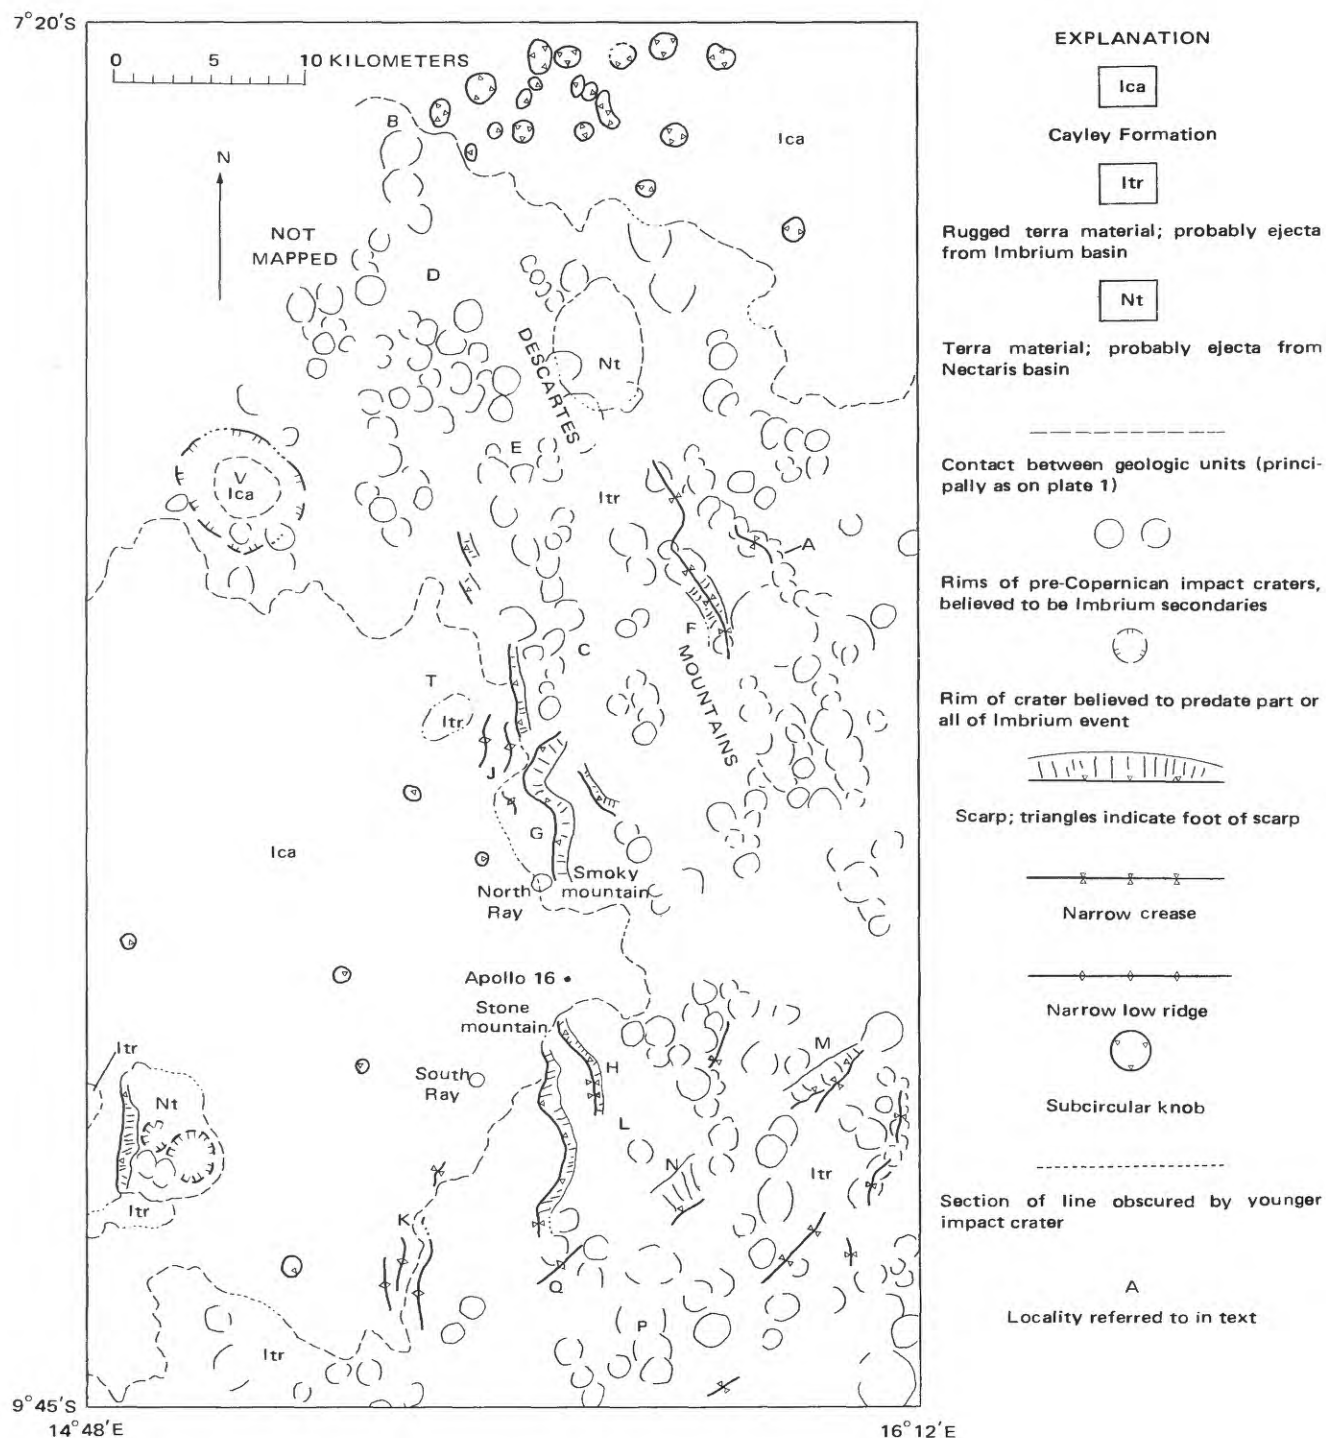 7°20′S
0 5 10 KILOMETERS
B
Ica
N
NOT
MAPPED
D
DESCARTES
Nt
E
V
Ica
Itr
A
F
C
MOUNTAINS
T
Itr
J
G
Ica
Smoky
mountain
North
Ray
Apollo 16
Stone
mountain
Itr
H
M
South
Ray
Nt
L
N
Itr
Itr
K
Q
P
Itr
9°45′S
14°48′E
16°12′E
EXPLANATION
Ica
Cayley Formation
Itr
Rugged terra material; probably ejecta
from Imbrium basin
Nt
Terra material; probably ejecta from
Nectaris basin
Contact between geologic units (princi-
pally as on plate 1)
Rims of pre-Copernican impact craters,
believed to be Imbrium secondaries
Rim of crater believed to predate part or
all of Imbrium event
Scarp; triangles indicate foot of scarp
Narrow crease
Narrow low ridge
Subcircular knob
Section of line obscured by younger
impact crater
A
Locality referred to in text